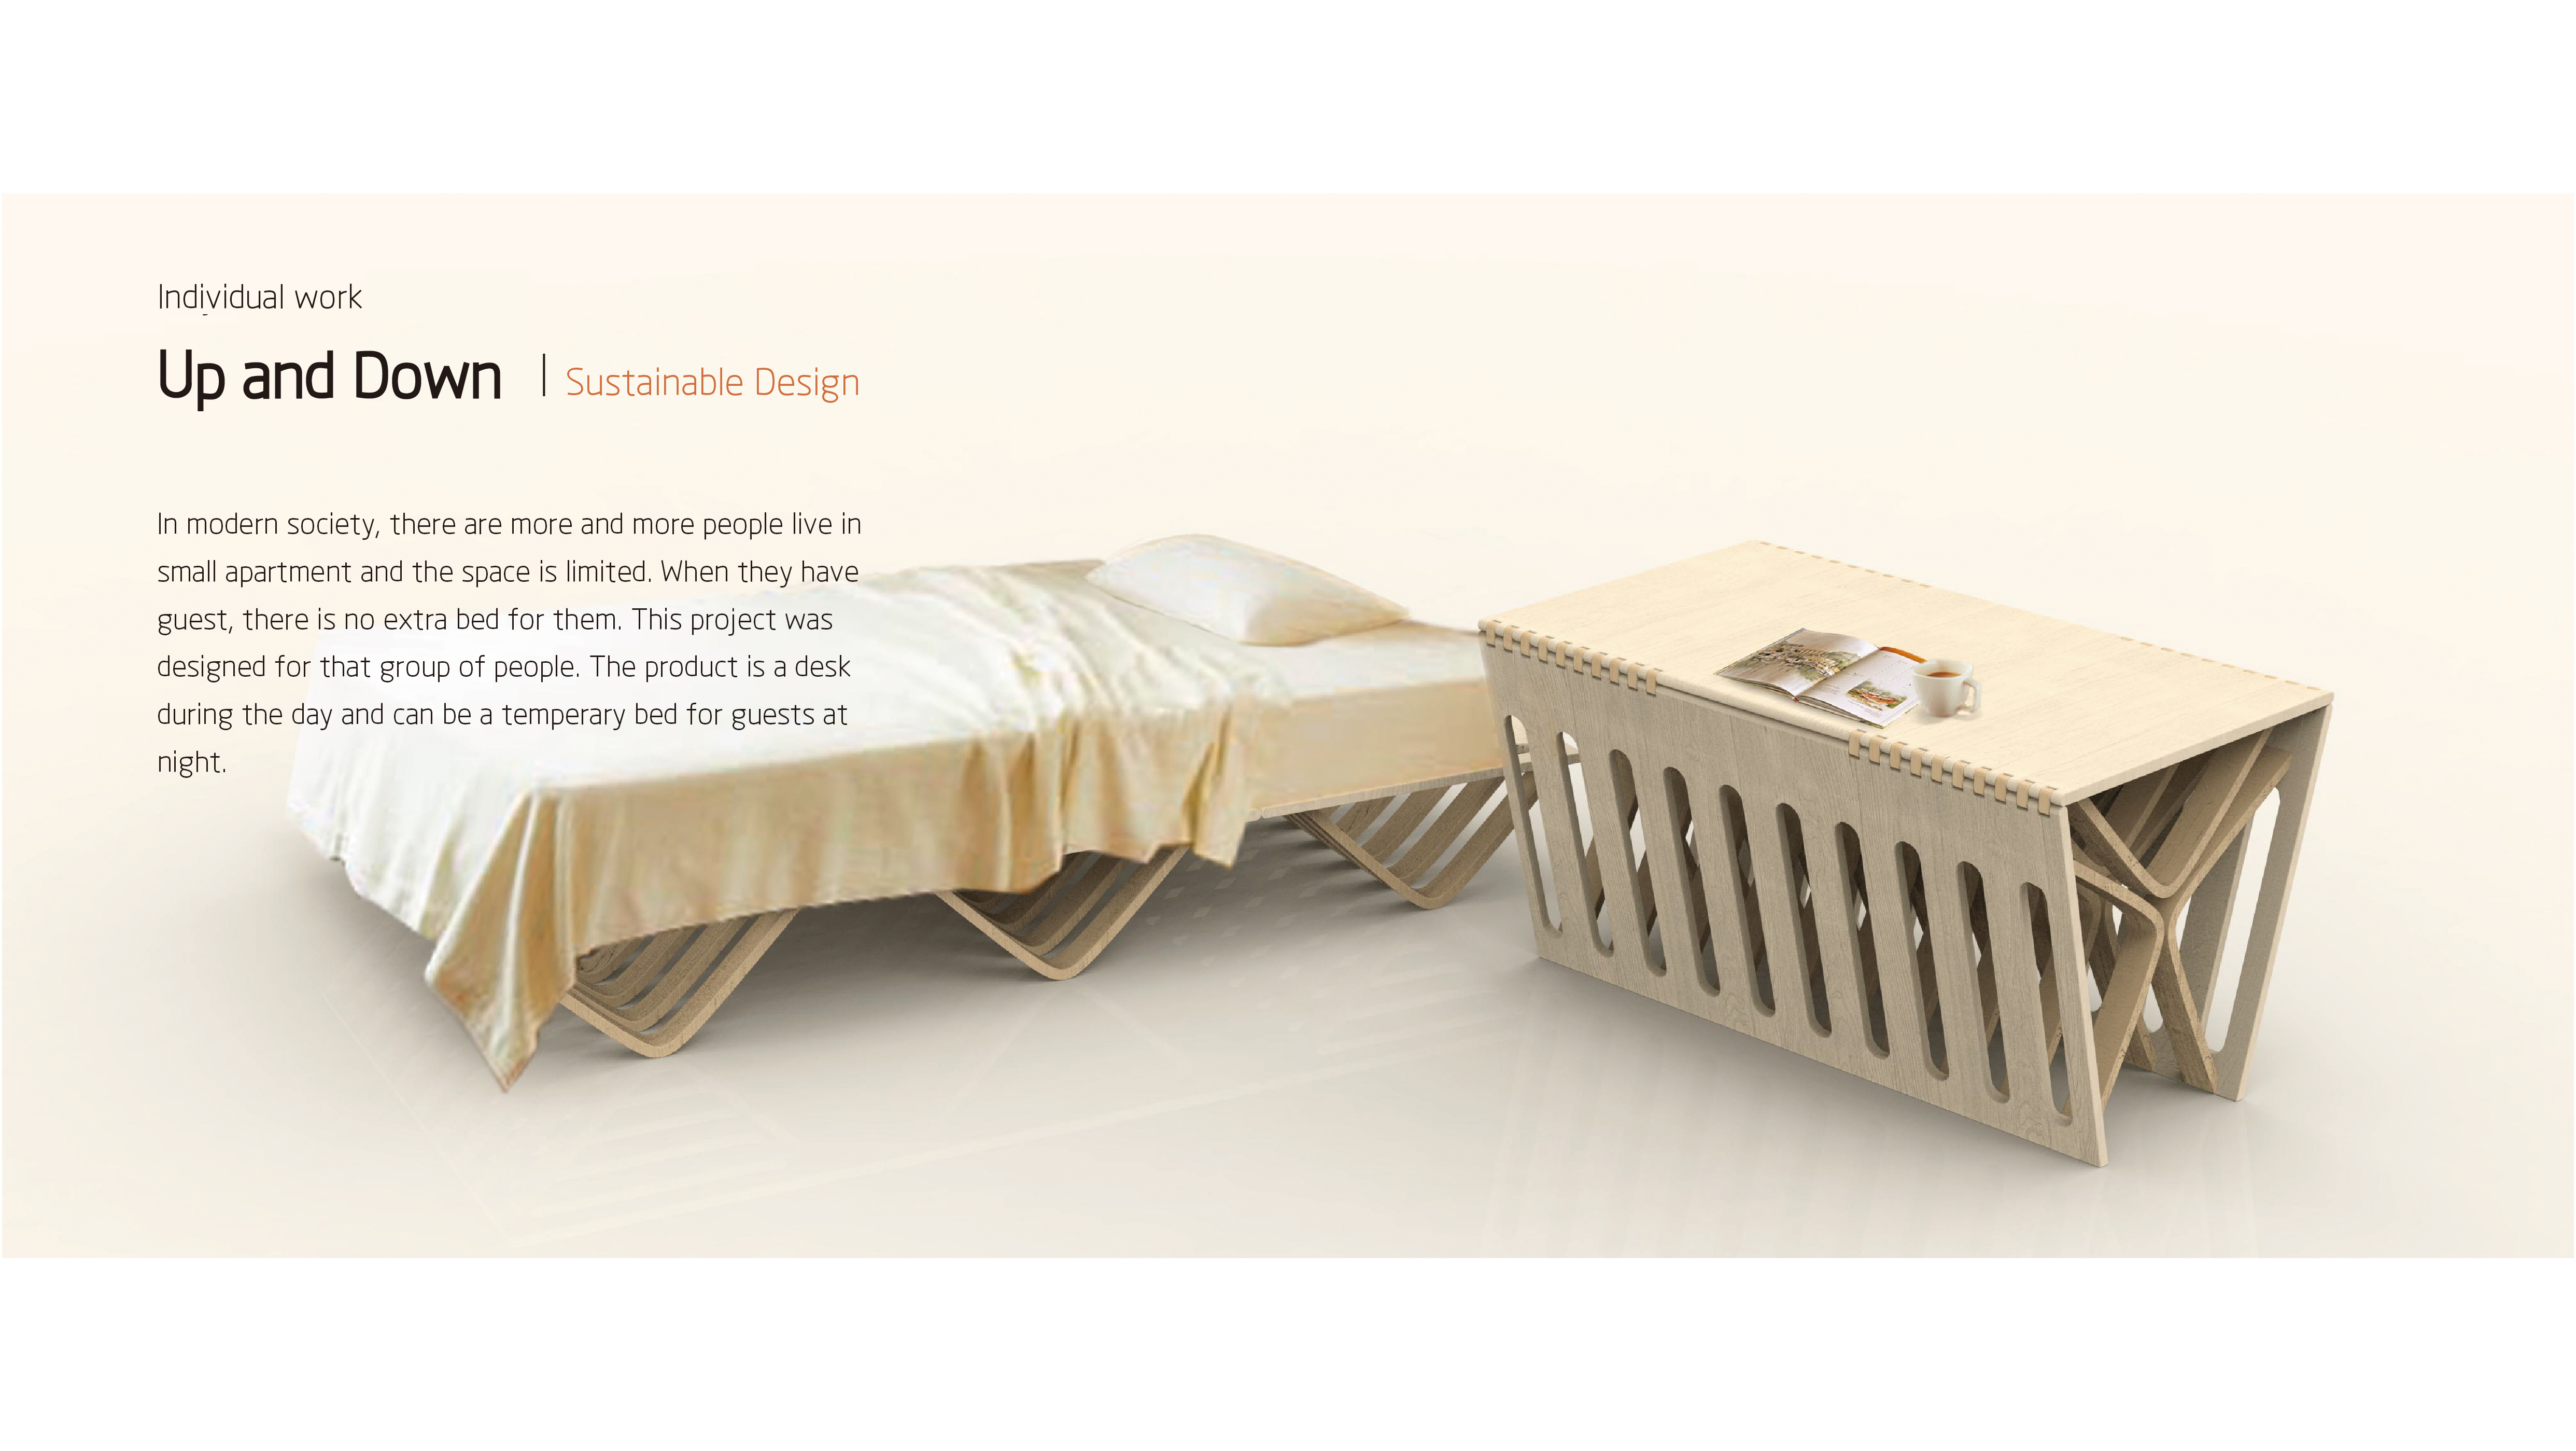 Individual work
Up and Down | Sustainable Design
In modern society, there are more and more people live in
small apartment and the space is limited. When they have
guest, there is no extra bed for them. This project was
designed for that group of people. The product is a desk
during the day and can be a temperary bed for guests at
night.